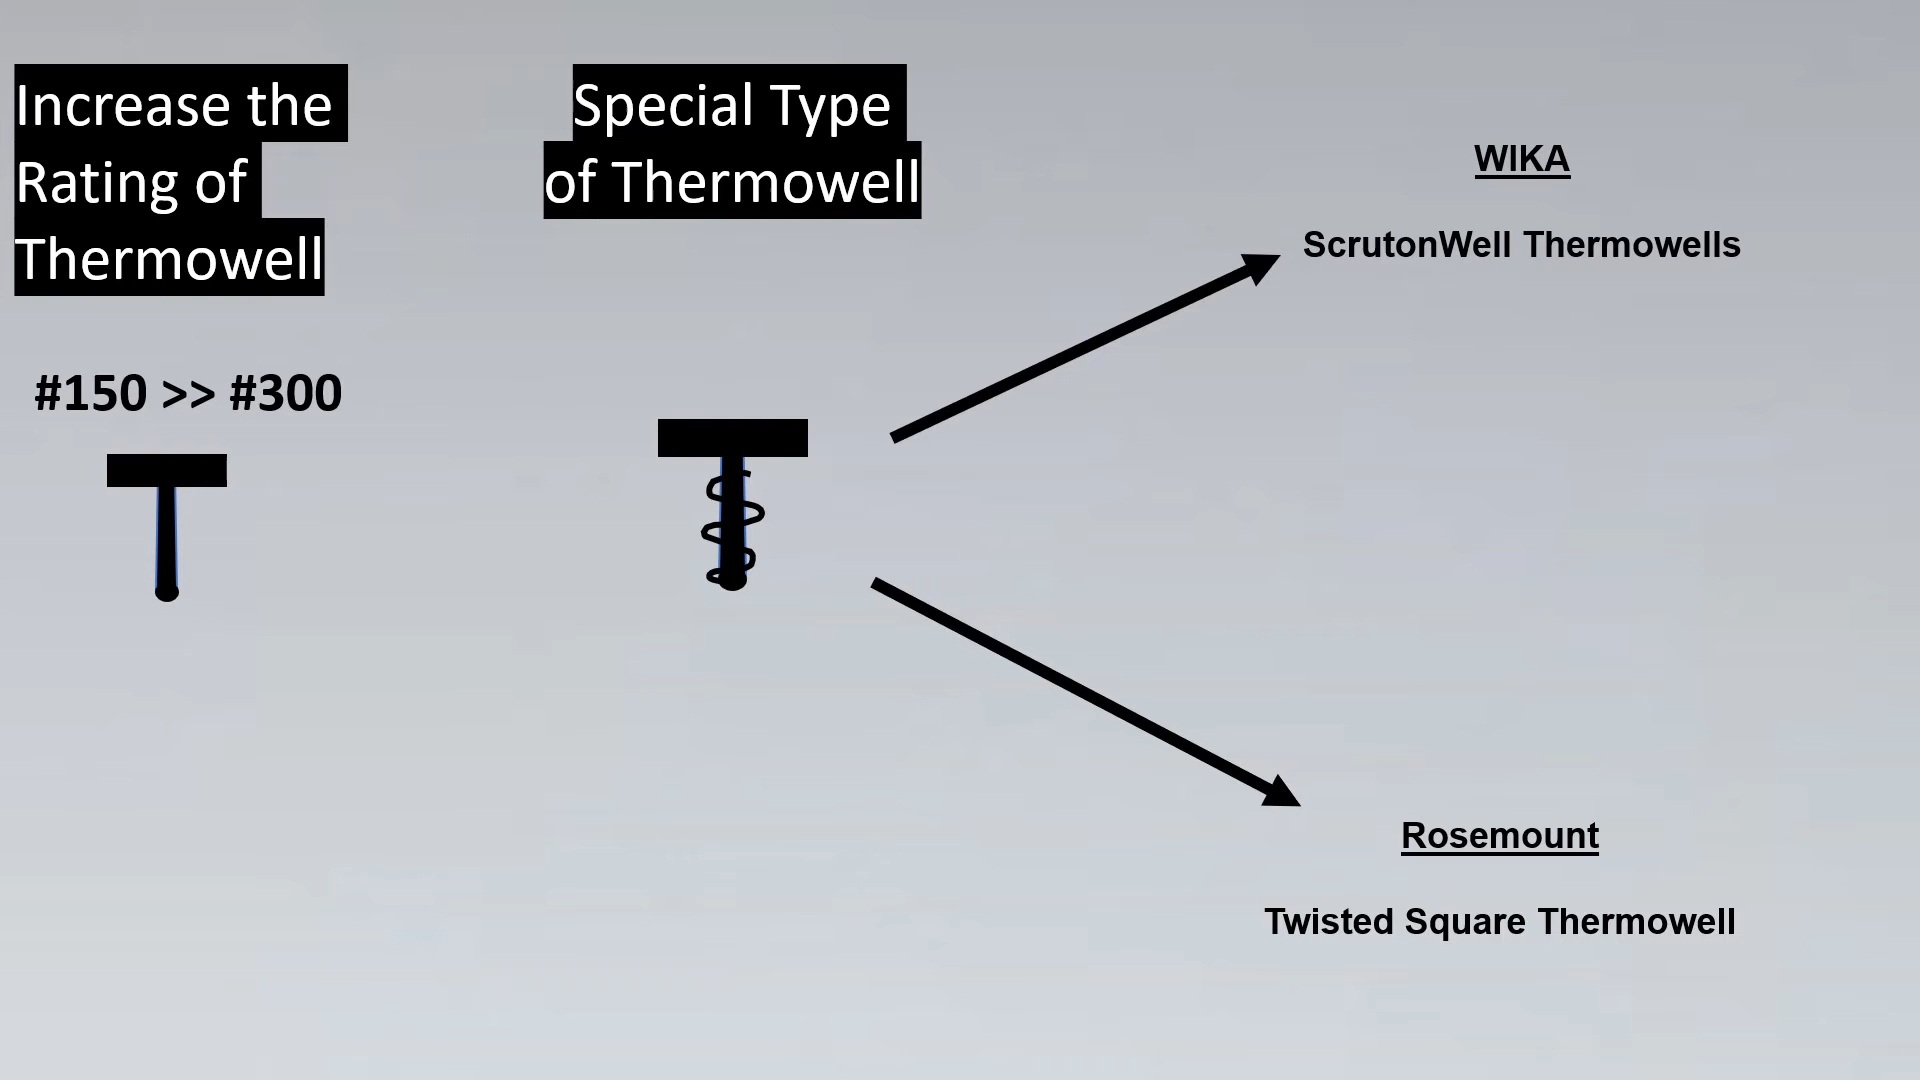 Increase the
Rating of
Thermowell
#150 >> #300
Special Type
of Thermowell
WIKA
ScrutonWell Thermowells
Rosemount
Twisted Square Thermowell